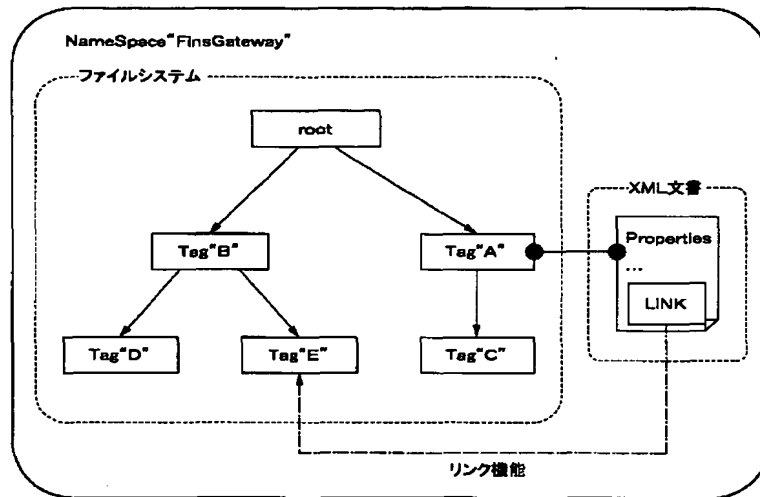 NameSpace“FinsGateway”
ファイルシステム
root
XML文書
Tag“B”
Tag“A”
Properties
...
LINK
Tag“D”
Tag“E”
Tag“C”
リンク機能